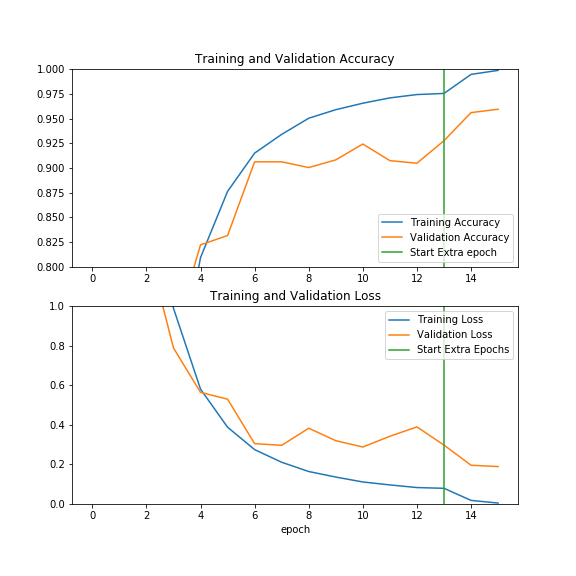 Training and Validation Accuracy
1.000
0.975
0.950
0.925
0.900
0.875
0.850
0.825
0.800
Training Accuracy
Validation Accuracy
Start Extra epoch
0 2 4 6 8 10 12 14
Training and Validation Loss
1.0
0.8
0.6
0.4
0.2
0.0
Training Loss
Validation Loss
Start Extra Epochs
0 2 4 6 8 10 12 14
epoch